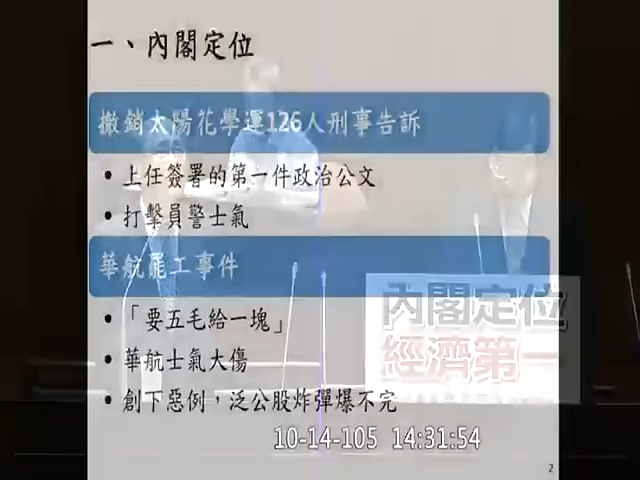 一、內閣定位
撤銷太陽花學運126人刑事告訴
• 上任簽署的第一件政治公文
• 打擊員警士氣
華航罷工事件
• 「要五毛給一塊」
• 華航士氣大傷
• 創下惡例，泛公股炸彈爆不完
內閣定位
經濟第一
10-14-105 14:31:54
2